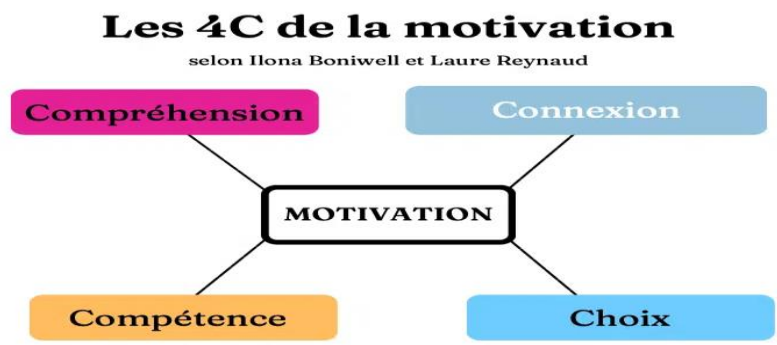 Les 4C de la motivation
selon Ilona Boniwell et Laure Reynaud
Compréhension
Connexion
MOTIVATION
Compétence
Choix